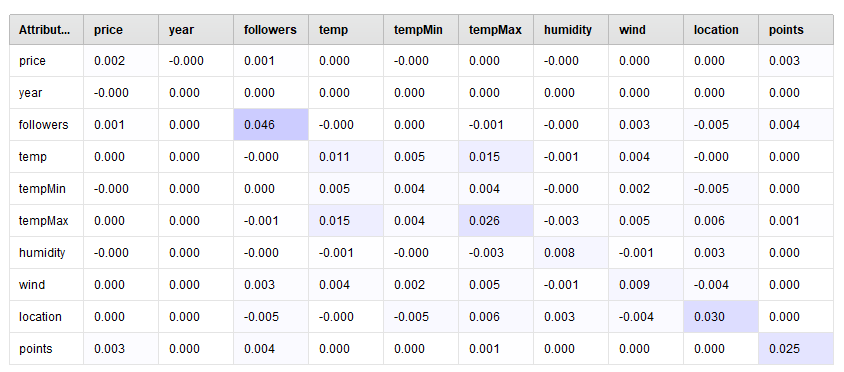 Attribut... price year followers temp tempMin tempMax humidity wind location points
price 0.002 -0.000 0.001 0.000 -0.000 0.000 -0.000 0.000 0.000 0.003
year -0.000 0.000 0.000 0.000 0.000 0.000 0.000 0.000 0.000 0.000
followers 0.001 0.000 0.046 -0.000 0.000 -0.001 -0.000 0.003 -0.005 0.004
temp 0.000 0.000 -0.000 0.011 0.005 0.015 -0.001 0.004 -0.000 0.000
tempMin -0.000 0.000 0.000 0.005 0.004 0.004 -0.000 0.002 -0.005 0.000
tempMax 0.000 0.000 -0.001 0.015 0.004 0.026 -0.003 0.005 0.006 0.001
humidity -0.000 0.000 -0.000 -0.001 -0.000 -0.003 0.008 -0.001 0.003 0.000
wind 0.000 0.000 0.003 0.004 0.002 0.005 -0.001 0.009 -0.004 0.000
location 0.000 0.000 -0.005 -0.000 -0.005 0.006 0.003 -0.004 0.030 0.000
points 0.003 0.000 0.004 0.000 0.000 0.001 0.000 0.000 0.000 0.025